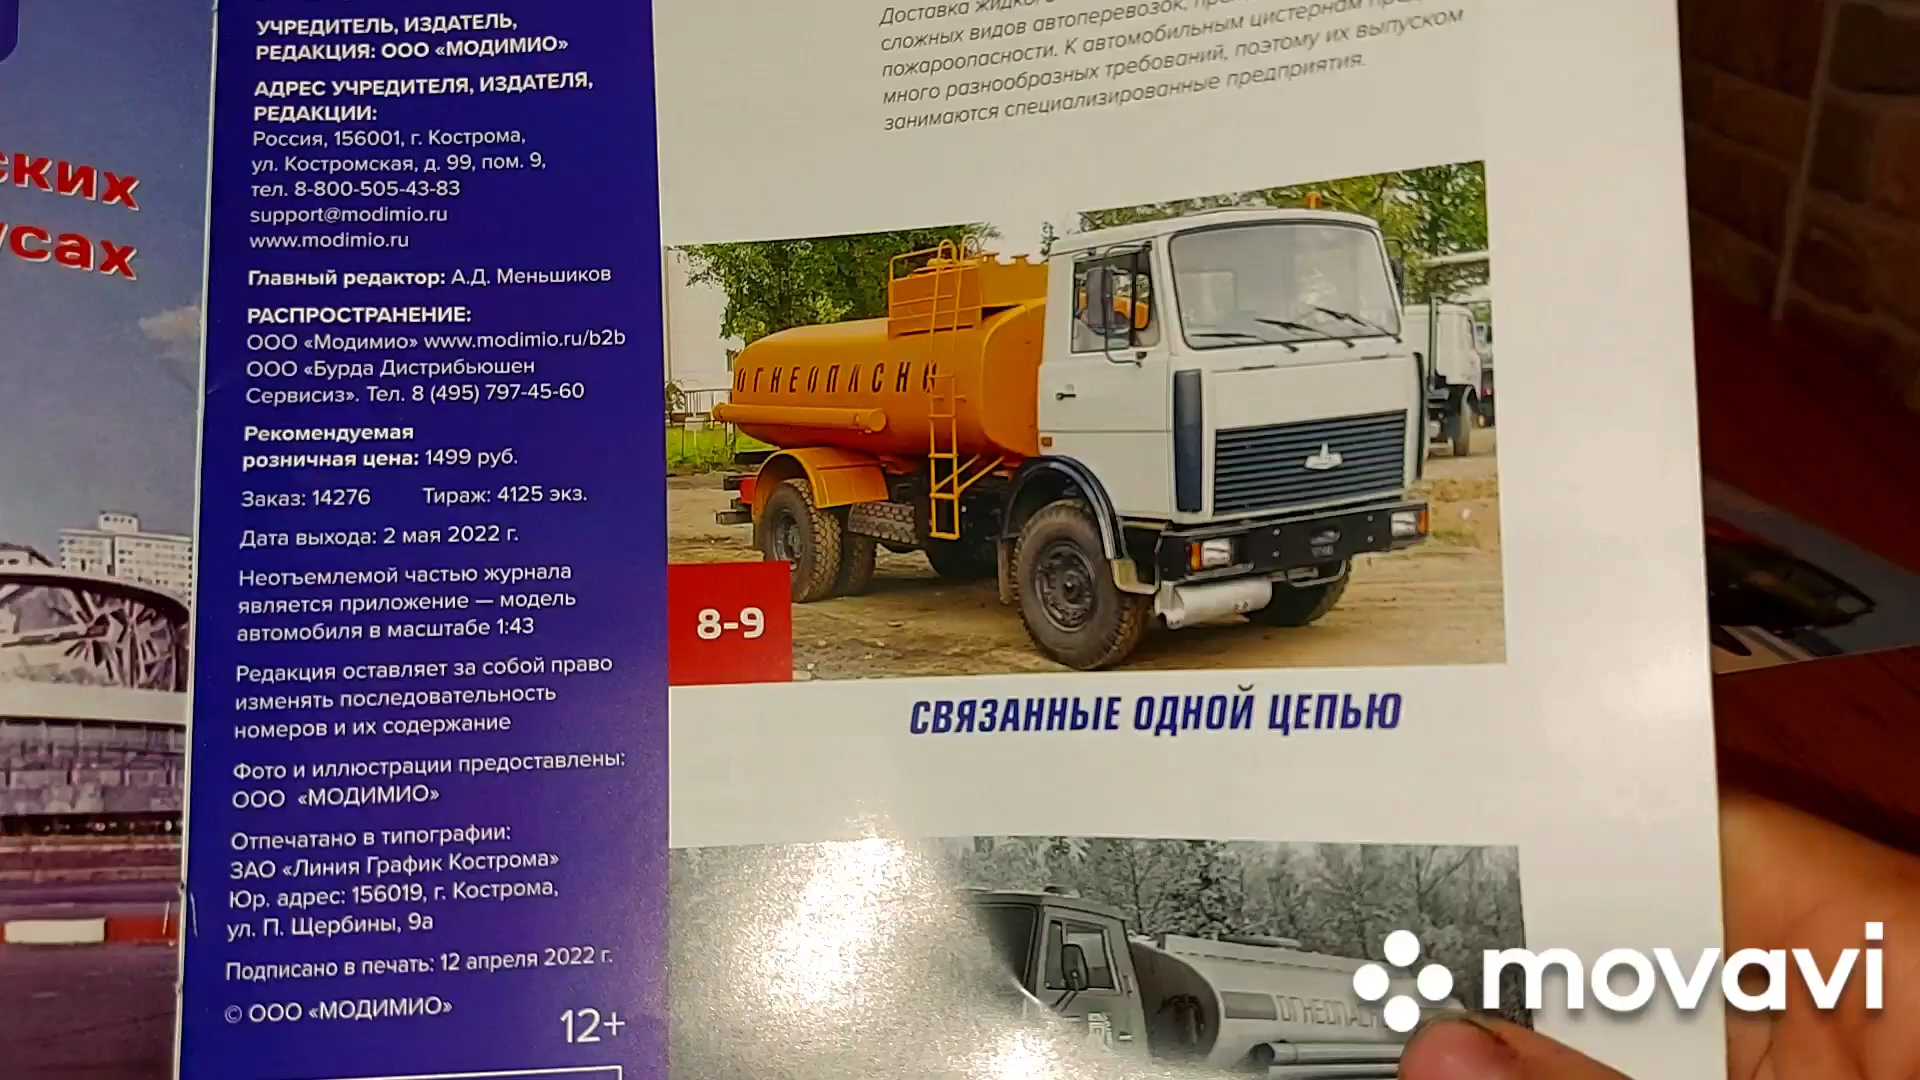 ских
усах
УЧРЕДИТЕЛЬ, ИЗДАТЕЛЬ,
РЕДАКЦИЯ: ООО «МОДИМИО»
АДРЕС УЧРЕДИТЕЛЯ, ИЗДАТЕЛЯ,
РЕДАКЦИИ:
Россия, 156001, г. Кострома,
ул. Костромская, д. 99, пом. 9,
тел. 8-800-505-43-83
support@modimio.ru
www.modimio.ru
Главный редактор: А.Д. Меньшиков
РАСПРОСТРАНЕНИЕ:
ООО «Модимио» www.modimio.ru/b2b
ООО «Бурда Дистрибьюшен
Сервисиз». Тел. 8 (495) 797-45-60
Рекомендуемая
розничная цена: 1499 руб.
Заказ: 14276 Тираж: 4125 экз.
Дата выхода: 2 мая 2022 г.
Неотъемлемой частью журнала
является приложение — модель
автомобиля в масштабе 1:43
Редакция оставляет за собой право
изменять последовательность
номеров и их содержание
Фото и иллюстрации предоставлены:
ООО «МОДИМИО»
Отпечатано в типографии:
ЗАО «Линия График Кострома»
Юр. адрес: 156019, г. Кострома,
ул. П. Щербины, 9а
Подписано в печать: 12 апреля 2022 г.
© ООО «МОДИМИО»
12+
Доставка
сложных видов автоперевозок,
пожароопасности. К автомобильным цистернам
много разнообразных требований, поэтому их выпуском
занимаются специализированные предприятия.
ОГНЕОПАСНО
8-9
СВЯЗАННЫЕ ОДНОЙ ЦЕПЬЮ
ОГНЕОПАСНО
movavi